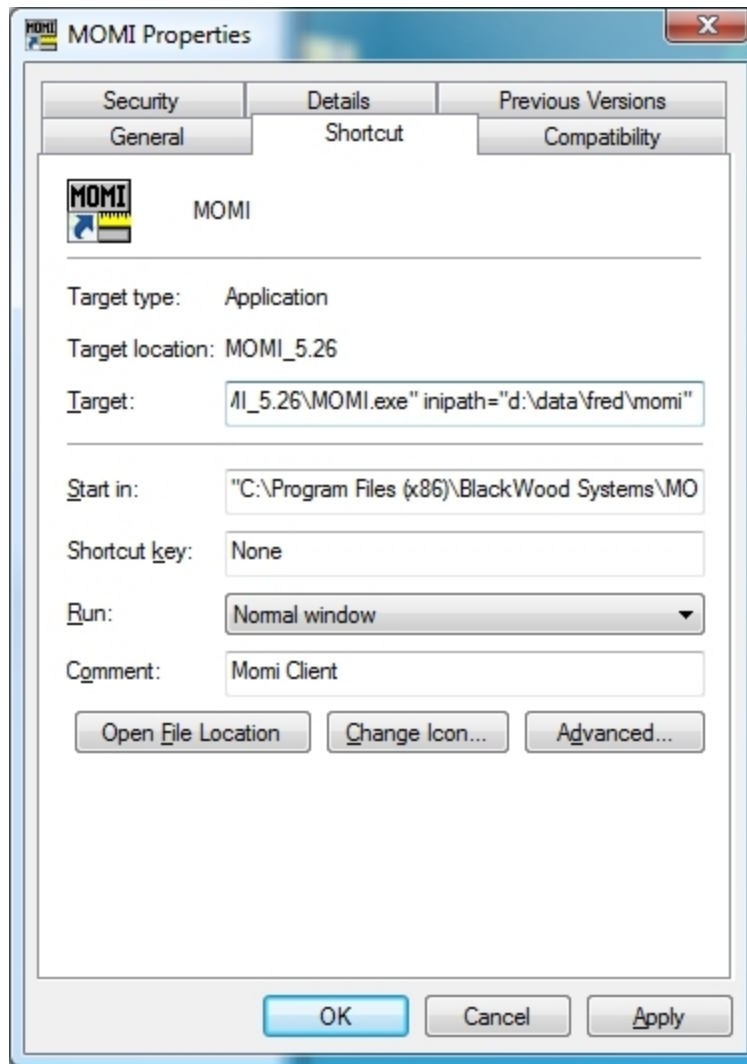 MOMI
MOMI Properties
Security Details Previous Versions
General Shortcut Compatibility
MOMI
MOMI
Target type: Application
Target location: MOMI_5.26
Target: MI_5.26\MOMI.exe" inipath="d:\data\fred\momi"
Start in: "C:\Program Files (x86)\BlackWood Systems\MO
Shortcut key: None
Run: Normal window
Comment: Momi Client
Open File Location Change Icon... Advanced...
OK Cancel Apply